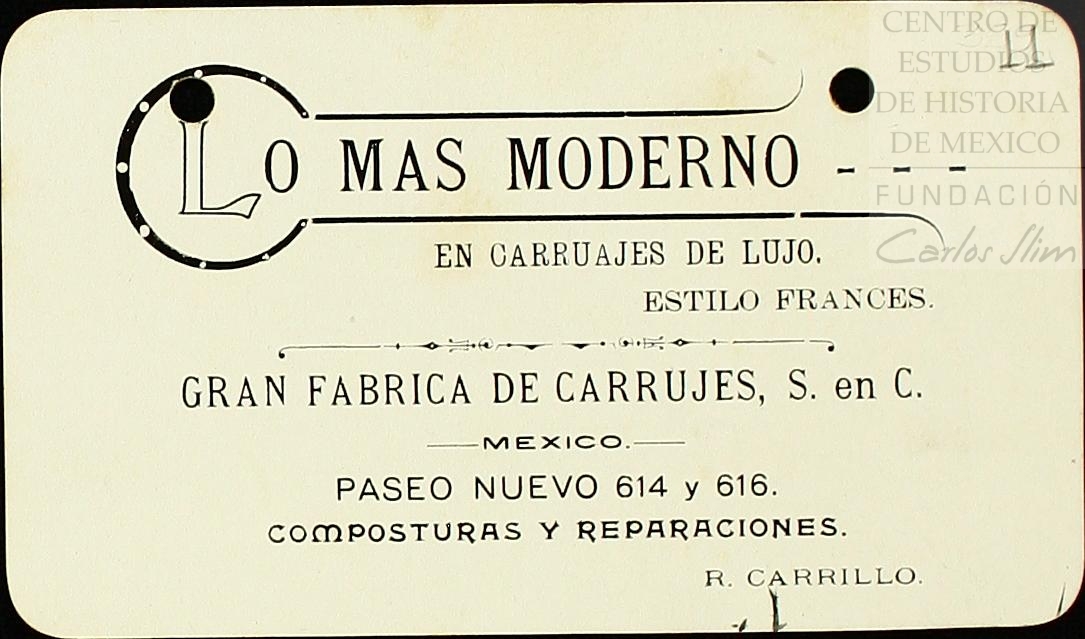 LO MAS MODERNO - - -
EN CARRUAJES DE LUJO.
ESTILO FRANCES.
GRAN FABRICA DE CARRUJES, S. en C.
MEXICO.
PASEO NUEVO 614 y 616.
COMPOSTURAS Y REPARACIONES.
R. CARRILLO.
11
CENTRO DE
ESTUDIOS
DE HISTORIA
DE MEXICO
FUNDACIÓN
Carlos Slim